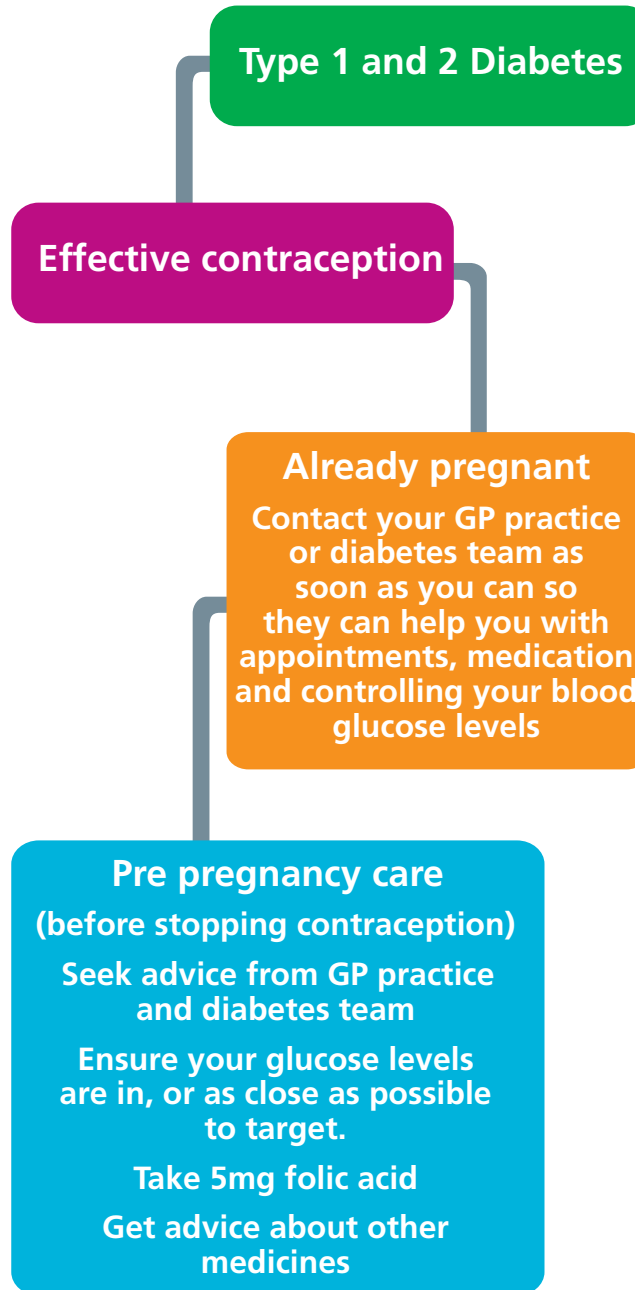 Type 1 and 2 Diabetes
Effective contraception
Already pregnant
Contact your GP practice
or diabetes team as
soon as you can so
they can help you with
appointments, medication
and controlling your blood
glucose levels
Pre pregnancy care
(before stopping contraception)
Seek advice from GP practice
and diabetes team
Ensure your glucose levels
are in, or as close as possible
to target.
Take 5mg folic acid
Get advice about other
medicines